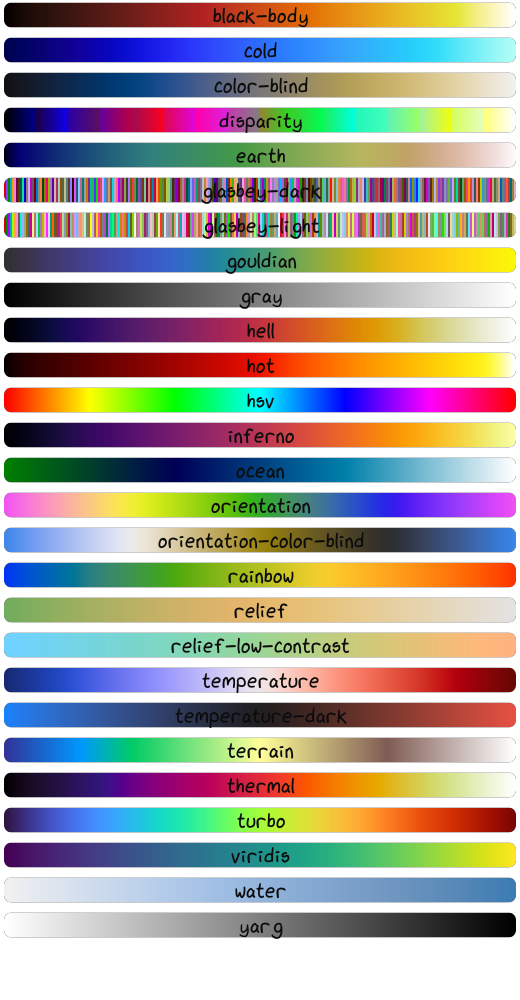 black-body
cold
color-blind
disparity
earth
glasbey-dark
glasbey-light
gouldian
gray
hell
hot
hsv
inferno
ocean
orientation
orientation-color-blind
rainbow
relief
relief-low-contrast
temperature
temperature-dark
terrain
thermal
turbo
viridis
water
yarg